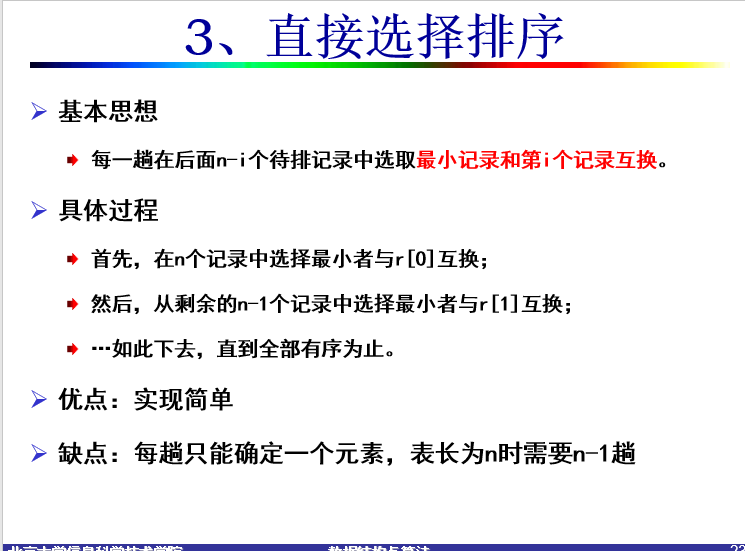 3、直接选择排序
基本思想
每一趟在后面n-i个待排记录中选取最小记录和第i个记录互换。
具体过程
首先，在n个记录中选择最小者与r[0]互换；
然后，从剩余的n-1个记录中选择最小者与r[1]互换；
…如此下去，直到全部有序为止。
优点：实现简单
缺点：每趟只能确定一个元素，表长为n时需要n-1趟